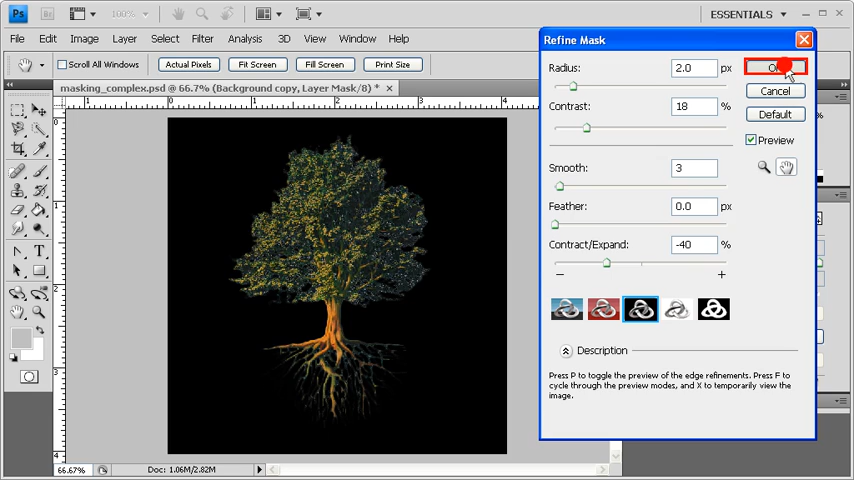 Ps Br 100% ESSENTIALS
File Edit Image Layer Select Filter Analysis 3D View Window Help
Scroll All Windows Actual Pixels Fit Screen Fill Screen Print Size
masking_complex.psd @ 66.7% (Background copy, Layer Mask/8) *
Refine Mask
Radius: 2.0 px
Cancel
Contrast: 18 %
Default
Preview
Smooth: 3
Feather: 0.0 px
Contract/Expand: -40 %
Description
Press P to toggle the preview of the edge refinements. Press F to
cycle through the preview modes, and X to temporarily view the
image.
66.67% Doc: 1.06M/2.82M